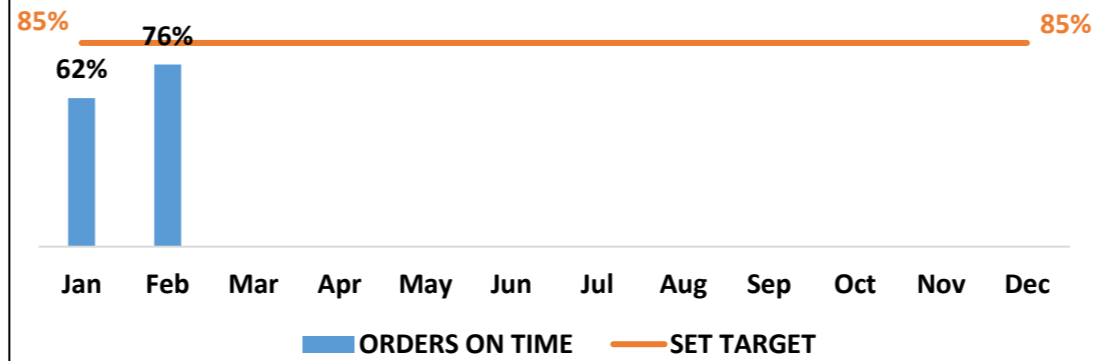 85%
85%
76%
62%
Jan Feb Mar Apr May Jun Jul Aug Sep Oct Nov Dec
ORDERS ON TIME SET TARGET